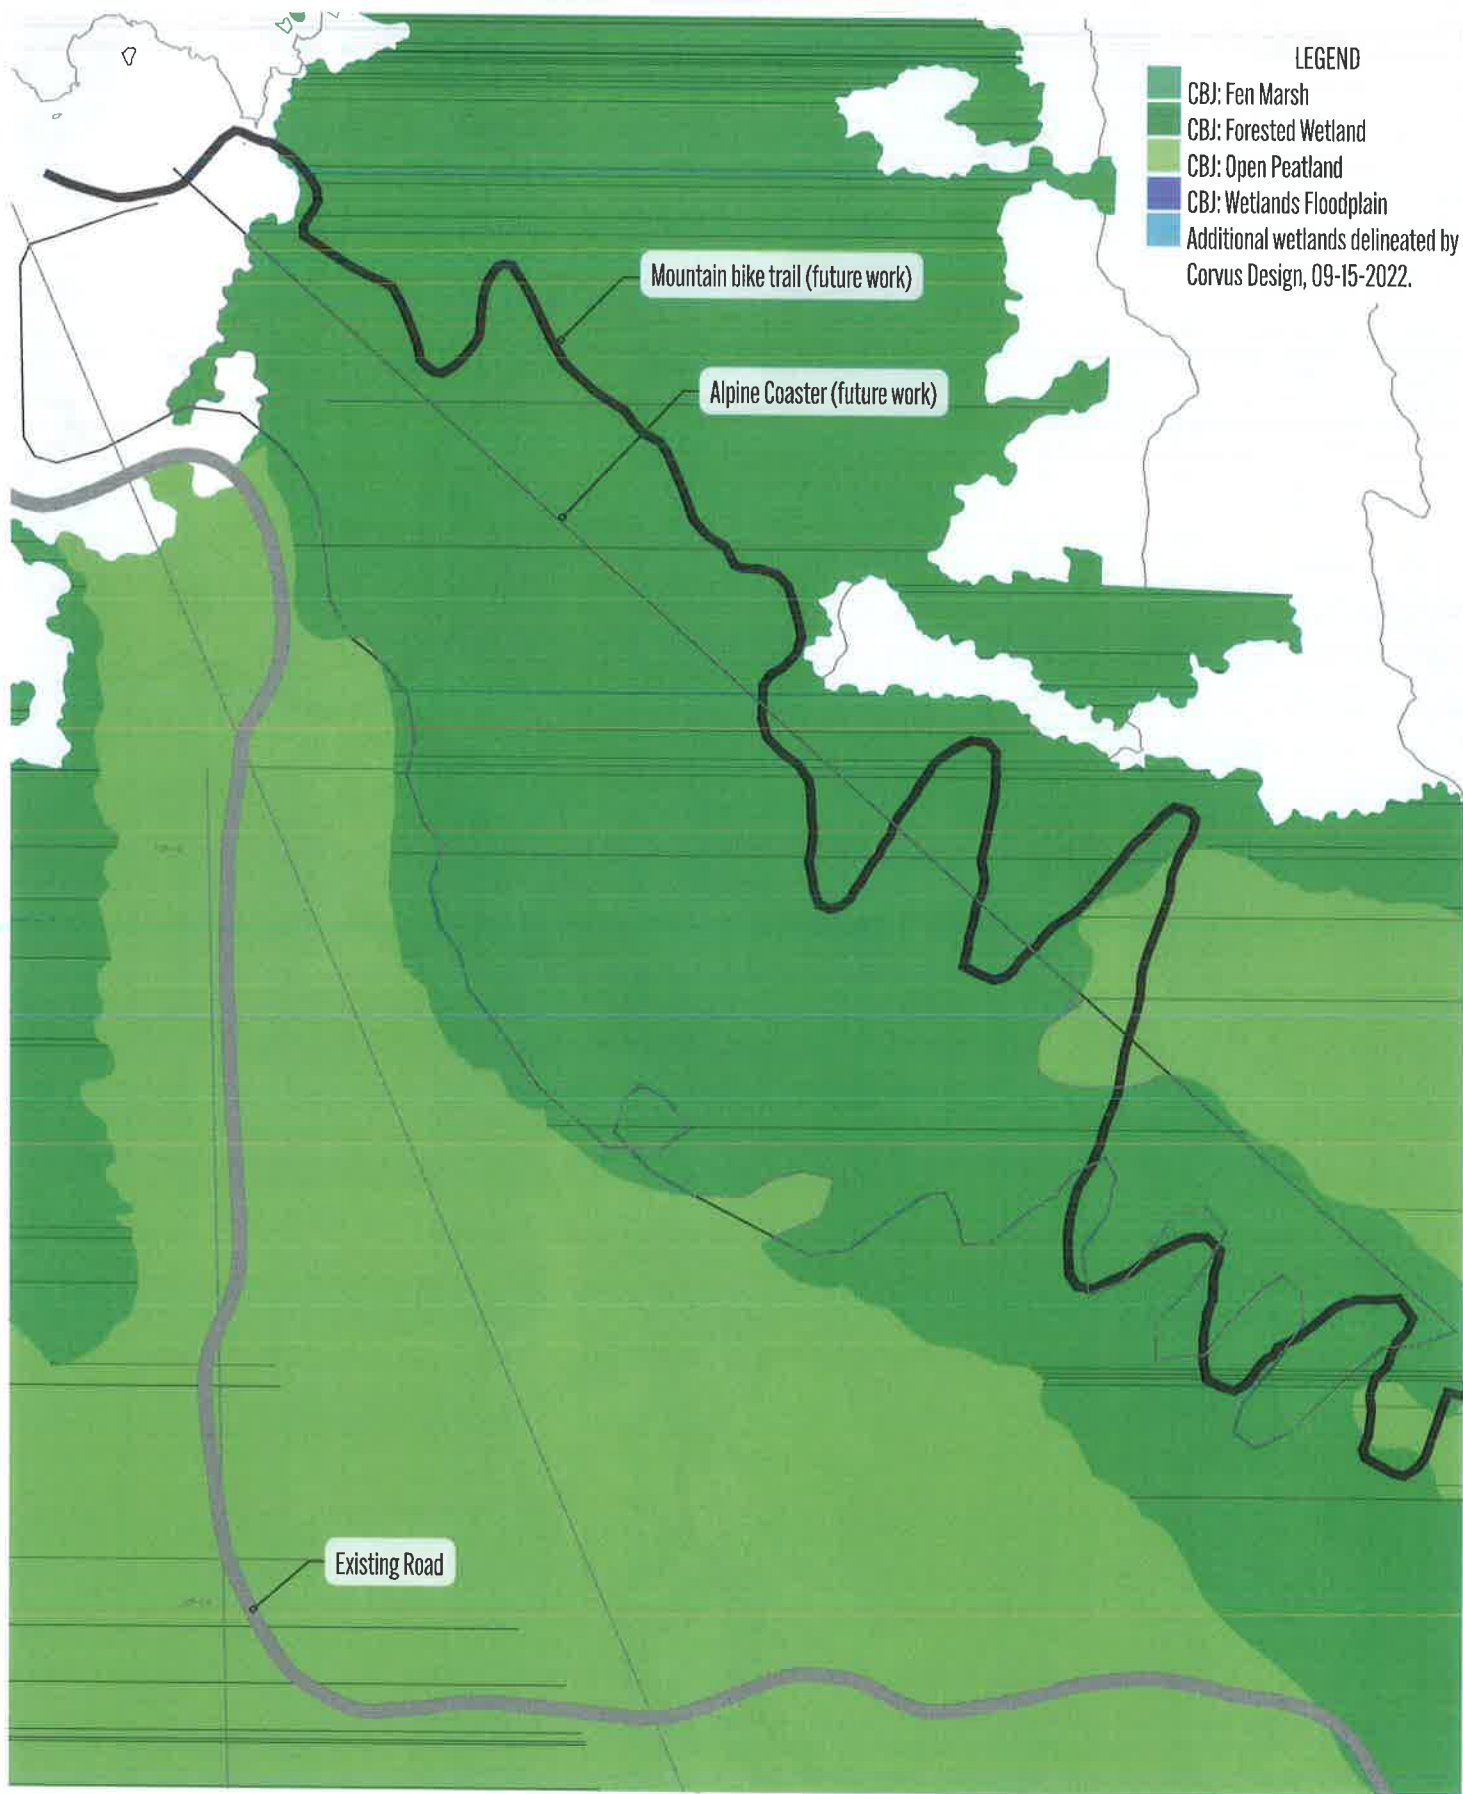 LEGEND
CBJ: Fen Marsh
CBJ: Forested Wetland
CBJ: Open Peatland
CBJ: Wetlands Floodplain
Additional wetlands delineated by
Corvus Design, 09-15-2022.
Mountain bike trail (future work)
Alpine Coaster (future work)
Existing Road